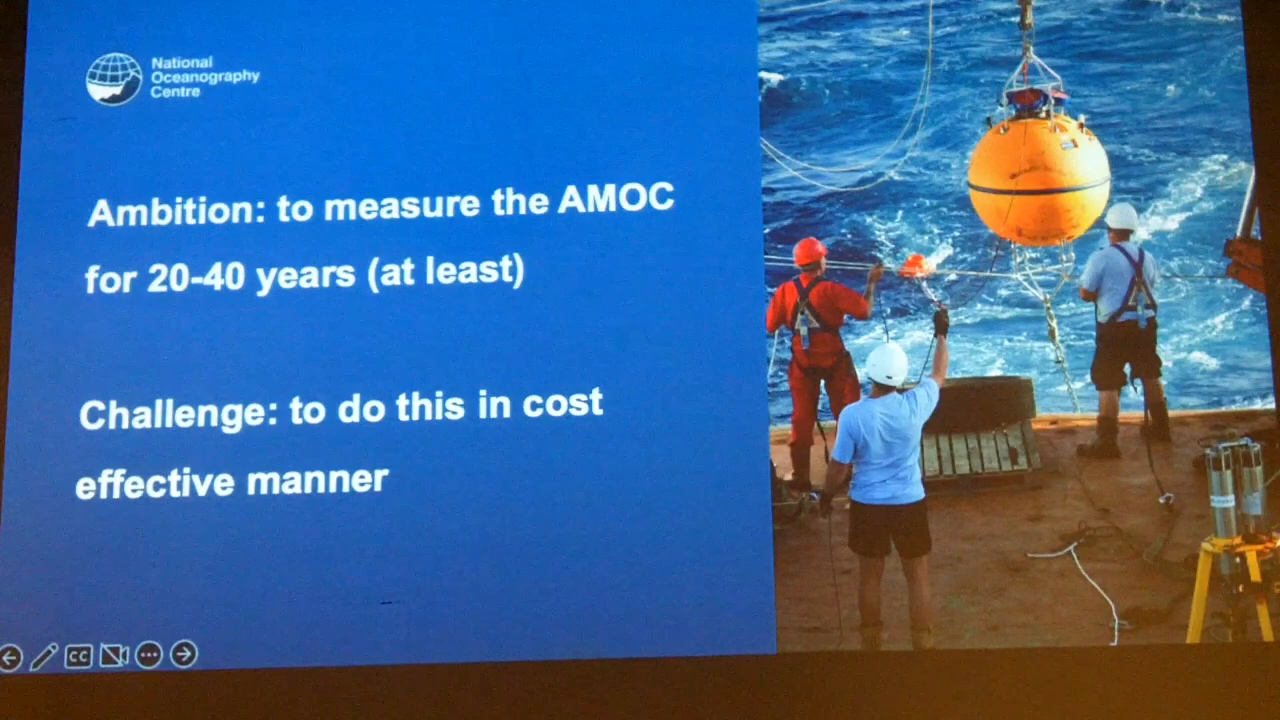 National
Oceanography
Centre
Ambition: to measure the AMOC
for 20-40 years (at least)
Challenge: to do this in cost
effective manner
CC